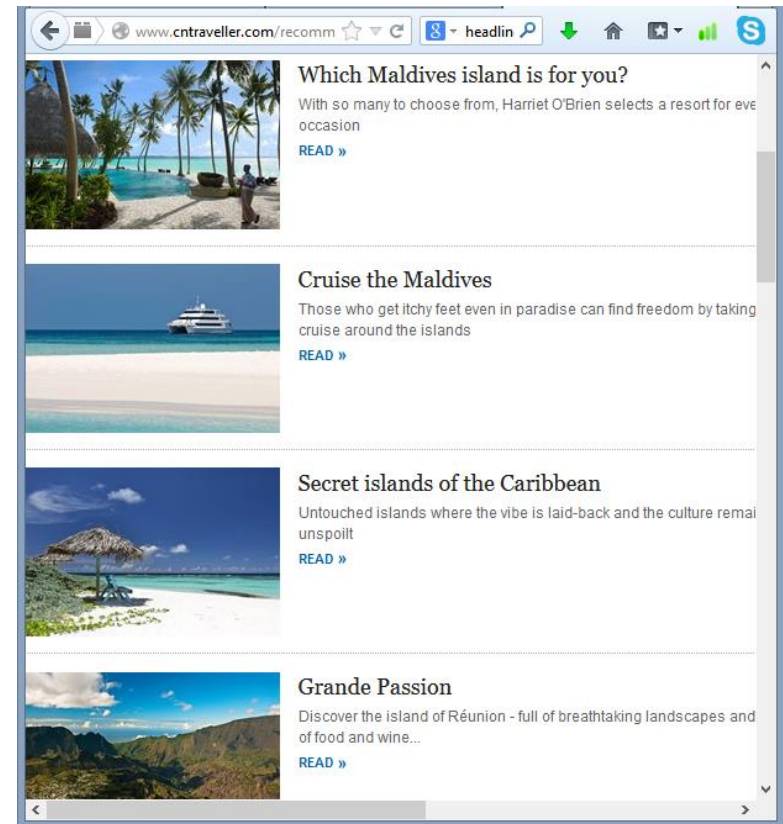 www.cntraveller.com/recomm
headlin
Which Maldives island is for you?
With so many to choose from, Harriet O'Brien selects a resort for eve
occasion
READ »
Cruise the Maldives
Those who get itchy feet even in paradise can find freedom by taking
cruise around the islands
READ »
Secret islands of the Caribbean
Untouched islands where the vibe is laid-back and the culture remai
unspoilt
READ »
Grande Passion
Discover the island of Réunion - full of breathtaking landscapes and
of food and wine...
READ »